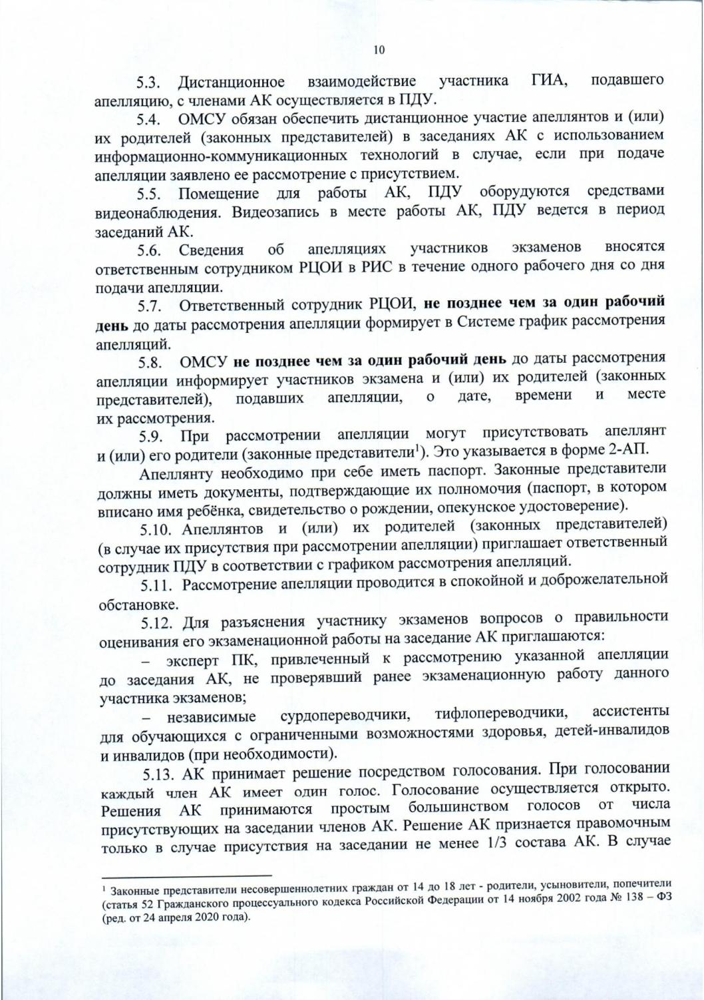 10
5.3. Дистанционное взаимодействие участника ГИА, подавшего
апелляцию, с членами АК осуществляется в ПДУ.
5.4. ОМСУ обязан обеспечить дистанционное участие апеллянтов и (или)
их родителей (законных представителей) в заседаниях АК с использованием
информационно-коммуникационных технологий в случае, если при подаче
апелляции заявлено ее рассмотрение с присутствием.
5.5. Помещение для работы АК, ПДУ оборудуются средствами
видеонаблюдения. Видеозапись в месте работы АК, ПДУ ведется в период
заседаний АК.
5.6. Сведения об апелляциях участников экзаменов вносятся
ответственным сотрудником РЦОИ в РИС в течение одного рабочего дня со дня
подачи апелляции.
5.7. Ответственный сотрудник РЦОИ, не позднее чем за один рабочий
день до даты рассмотрения апелляции формирует в Системе график рассмотрения
апелляций.
5.8. ОМСУ не позднее чем за один рабочий день до даты рассмотрения
апелляции информирует участников экзамена и (или) их родителей (законных
представителей), подавших апелляции, о дате, времени и месте
их рассмотрения.
5.9. При рассмотрении апелляции могут присутствовать апеллянт
и (или) его родители (законные представители¹). Это указывается в форме 2-АП.
Апеллянту необходимо при себе иметь паспорт. Законные представители
должны иметь документы, подтверждающие их полномочия (паспорт, в котором
вписано имя ребёнка, свидетельство о рождении, опекунское удостоверение).
5.10. Апеллянтов и (или) их родителей (законных представителей)
(в случае их присутствия при рассмотрении апелляции) приглашает ответственный
сотрудник ПДУ в соответствии с графиком рассмотрения апелляций.
5.11. Рассмотрение апелляции проводится в спокойной и доброжелательной
обстановке.
5.12. Для разъяснения участнику экзаменов вопросов о правильности
оценивания его экзаменационной работы на заседание АК приглашаются:
– эксперт ПК, привлеченный к рассмотрению указанной апелляции
до заседания АК, не проверявший ранее экзаменационную работу данного
участника экзаменов;
– независимые сурдопереводчики, тифлопереводчики, ассистенты
для обучающихся с ограниченными возможностями здоровья, детей-инвалидов
и инвалидов (при необходимости).
5.13. АК принимает решение посредством голосования. При голосовании
каждый член АК имеет один голос. Голосование осуществляется открыто.
Решения АК принимаются простым большинством голосов от числа
присутствующих на заседании членов АК. Решение АК признается правомочным
только в случае присутствия на заседании не менее 1/3 состава АК. В случае
¹ Законные представители несовершеннолетних граждан от 14 до 18 лет - родители, усыновители, попечители
(статья 52 Гражданского процессуального кодекса Российской Федерации от 14 ноября 2002 года № 138 – ФЗ
(ред. от 24 апреля 2020 года).